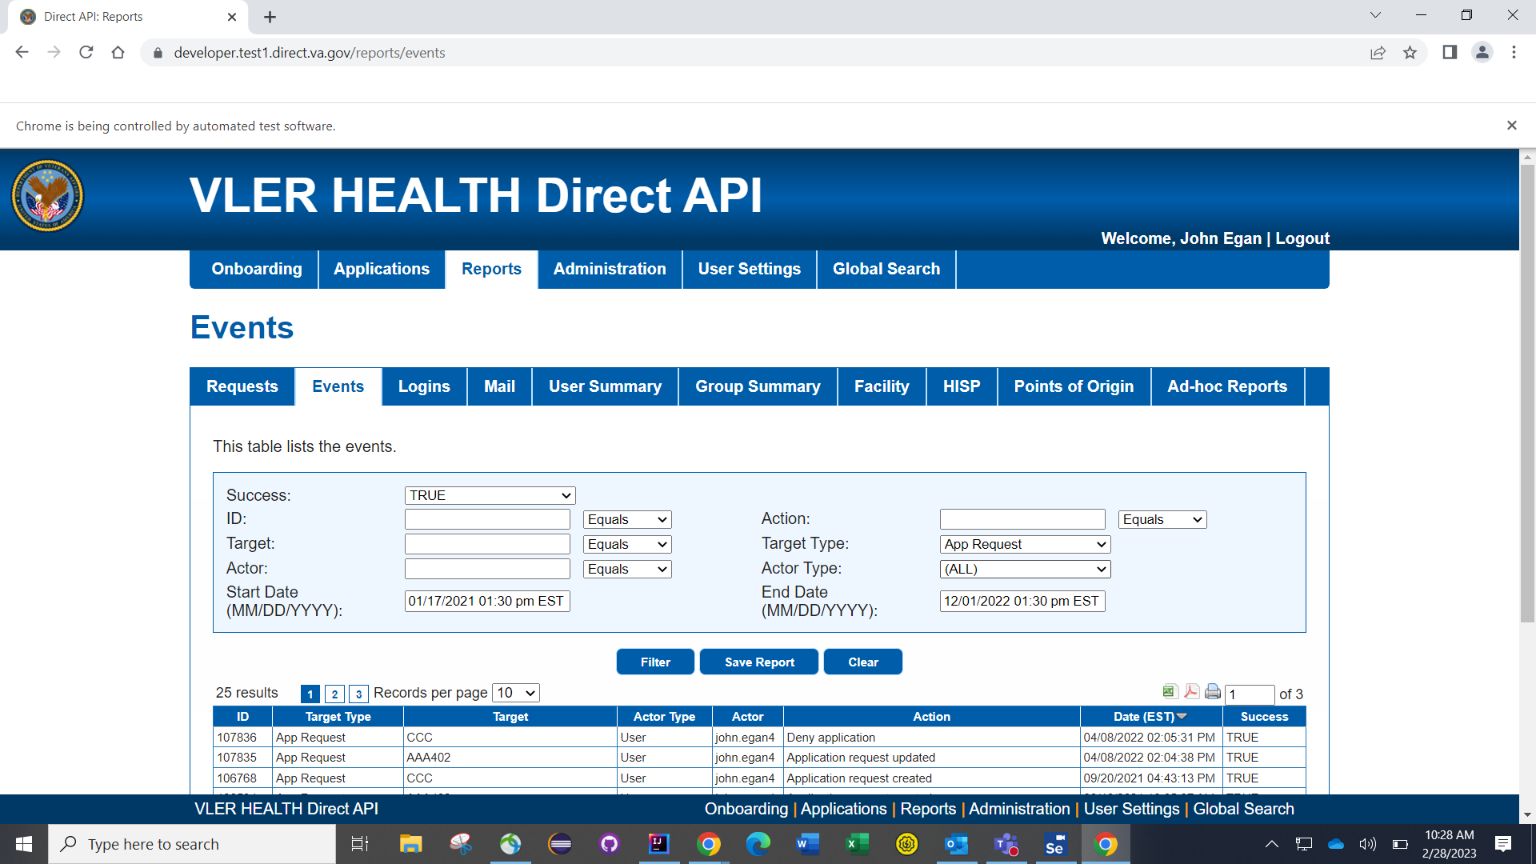 Direct API: Reports
developer.test1.direct.va.gov/reports/events
Chrome is being controlled by automated test software.
VLER HEALTH Direct API
Welcome, John Egan | Logout
Onboarding Applications Reports Administration User Settings Global Search
Events
Requests Events Logins Mail User Summary Group Summary Facility HISP Points of Origin Ad-hoc Reports
This table lists the events.
Success: TRUE
ID: Equals Action: Equals
Target: Equals Target Type: App Request
Actor: Equals Actor Type: (ALL)
Start Date (MM/DD/YYYY): 01/17/2021 01:30 pm EST End Date (MM/DD/YYYY): 12/01/2022 01:30 pm EST
Filter Save Report Clear
25 results 1 2 3 Records per page 10 1 of 3
ID Target Type Target Actor Type Actor Action Date (EST) Success
107836 App Request CCC User john.egan4 Deny application 04/08/2022 02:05:31 PM TRUE
107835 App Request AAA402 User john.egan4 Application request updated 04/08/2022 02:04:38 PM TRUE
106768 App Request CCC User john.egan4 Application request created 09/20/2021 04:43:13 PM TRUE
VLER HEALTH Direct API Onboarding | Applications | Reports | Administration | User Settings | Global Search
Type here to search
10:28 AM
2/28/2023